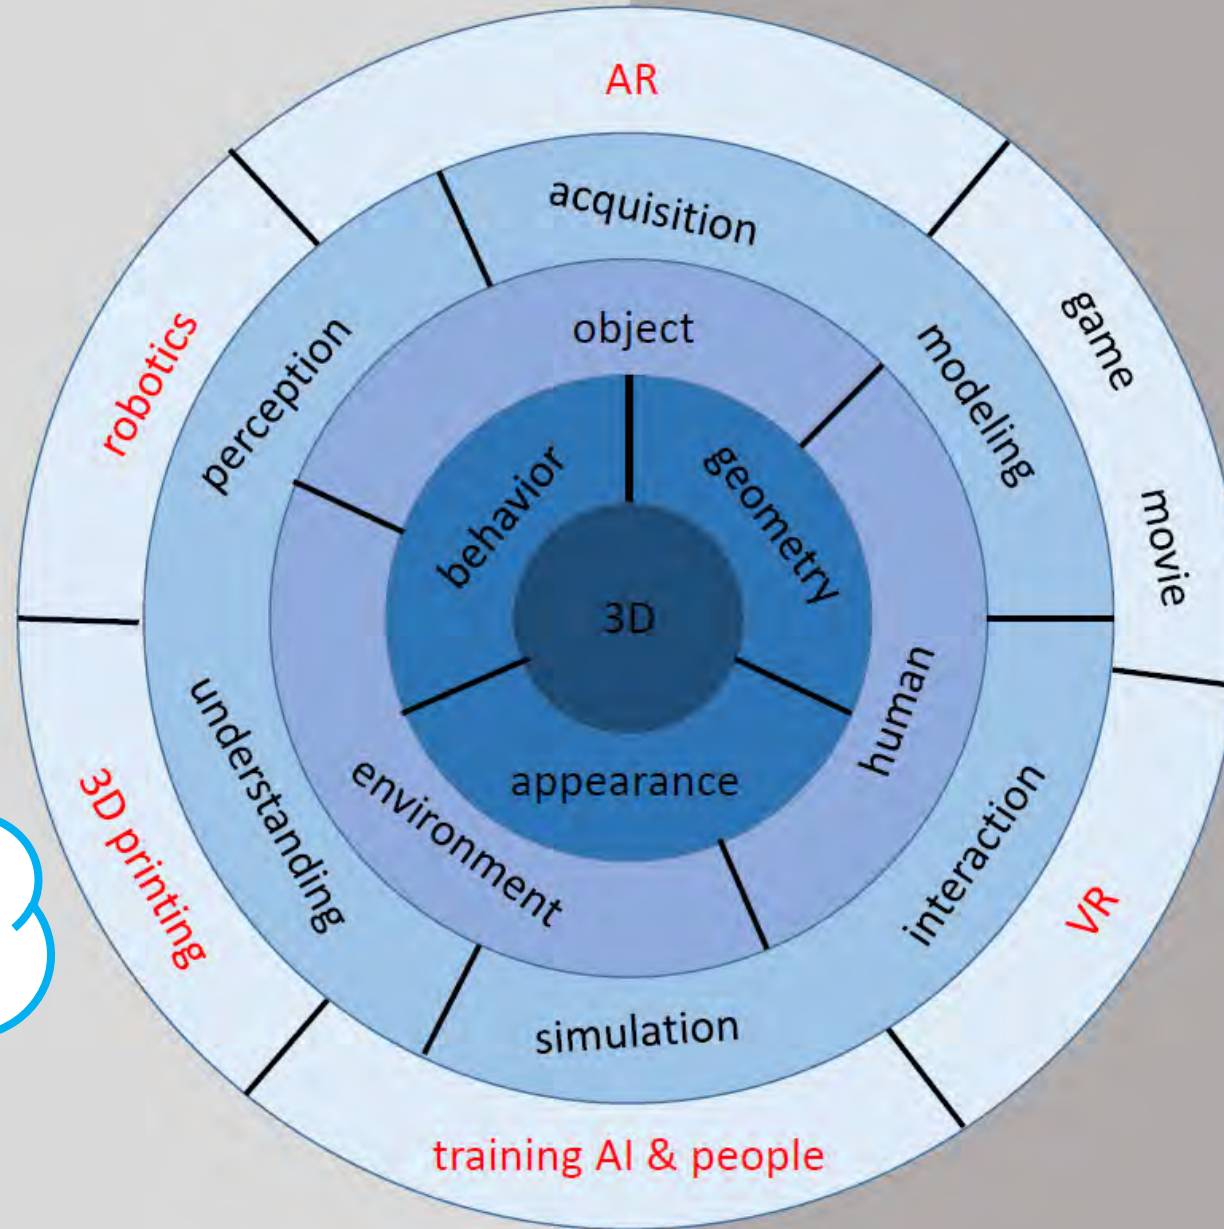 AR
acquisition
object
robotics
perception
behavior
geometry
modeling
game
movie
3D
understanding
environment
appearance
human
interaction
VR
3D printing
simulation
training AI & people